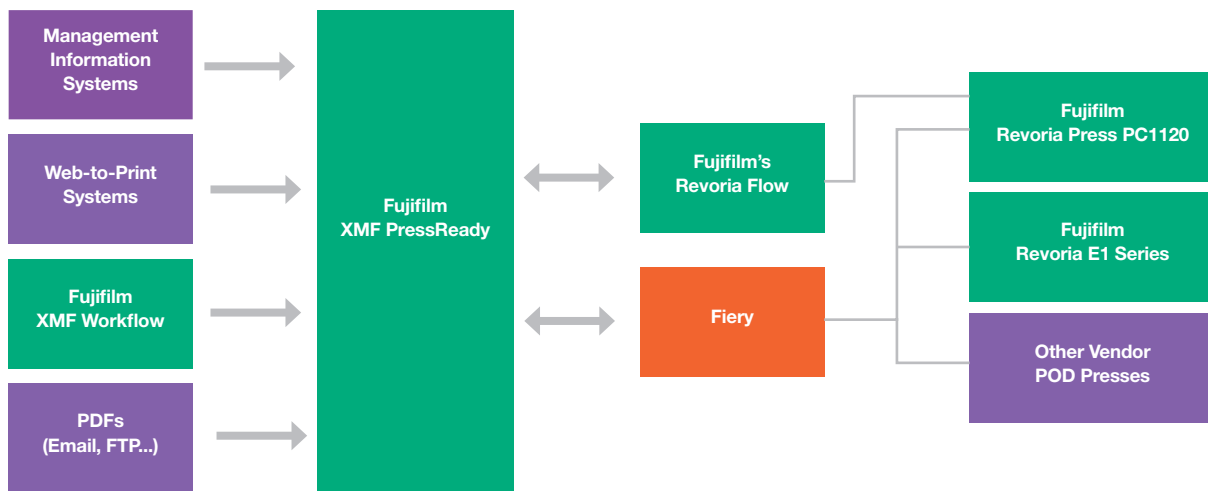 Management
Information
Systems
Web-to-Print
Systems
Fujifilm
XMF Workflow
PDFs
(Email, FTP...)
Fujifilm
XMF PressReady
Fujifilm’s
Revoria Flow
Fiery
Fujifilm
Revoria Press PC1120
Fujifilm
Revoria E1 Series
Other Vendor
POD Presses